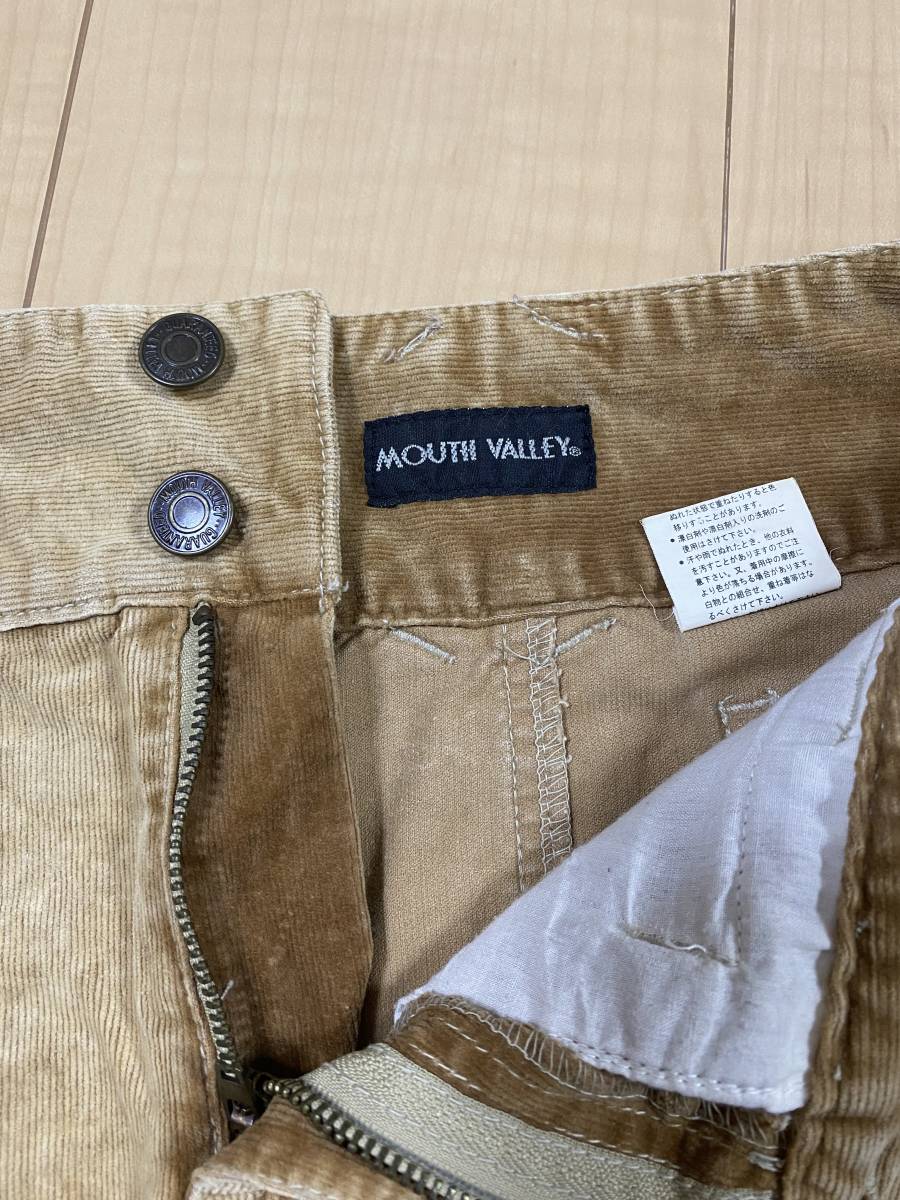 MOUTH VALLEY
GUARANTEED
MOUTH VALLEY®
MOUTH VALLEY
GUARANTEED
ぬれた状態で重ねたりすると色
移りすることがあります。
●漂白剤や漂白剤入りの洗剤のご
使用はさけて下さい。
●汗や雨でぬれたとき、他の衣料
を汚すことがありますのでご注
意下さい。又、着用中の摩擦に
より色が落ちる場合があります。
白物との組合せ、重ね着等はな
るべくさけて下さい。